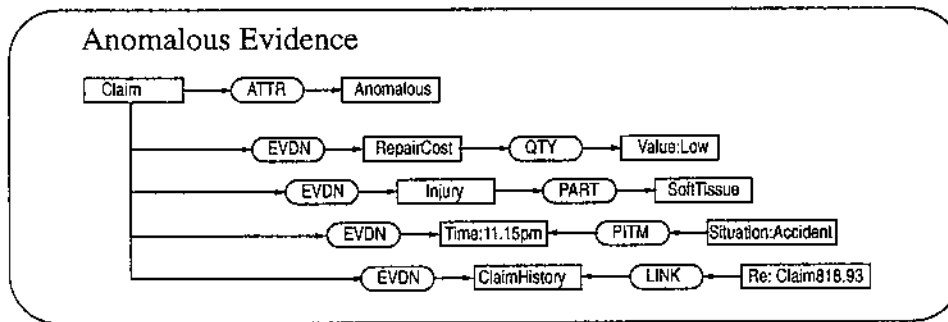 Anomalous Evidence
Claim ATTR Anomalous
EVDN RepairCost QTY Value:Low
EVDN Injury PART SoftTissue
EVDN Time:11.15pm PITM Situation:Accident
EVDN ClaimHistory LINK Re: Claim818.93